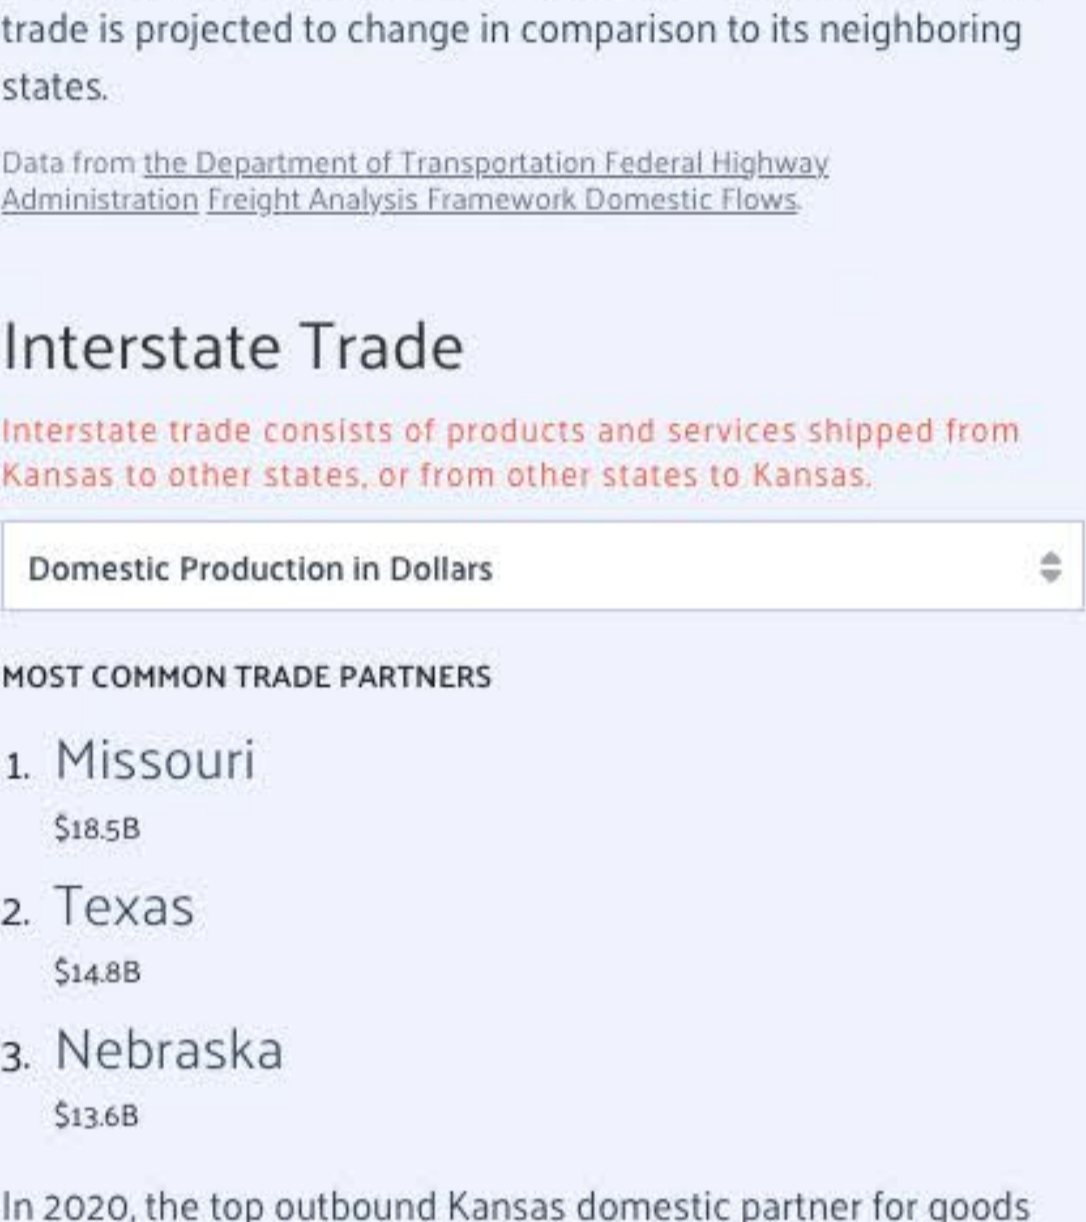 trade is projected to change in comparison to its neighboring
states.
Data from the Department of Transportation Federal Highway
Administration Freight Analysis Framework Domestic Flows.
Interstate Trade
Interstate trade consists of products and services shipped from
Kansas to other states, or from other states to Kansas.
Domestic Production in Dollars
MOST COMMON TRADE PARTNERS
1. Missouri
$18.5B
2. Texas
$14.8B
3. Nebraska
$13.6B
In 2020, the top outbound Kansas domestic partner for goods